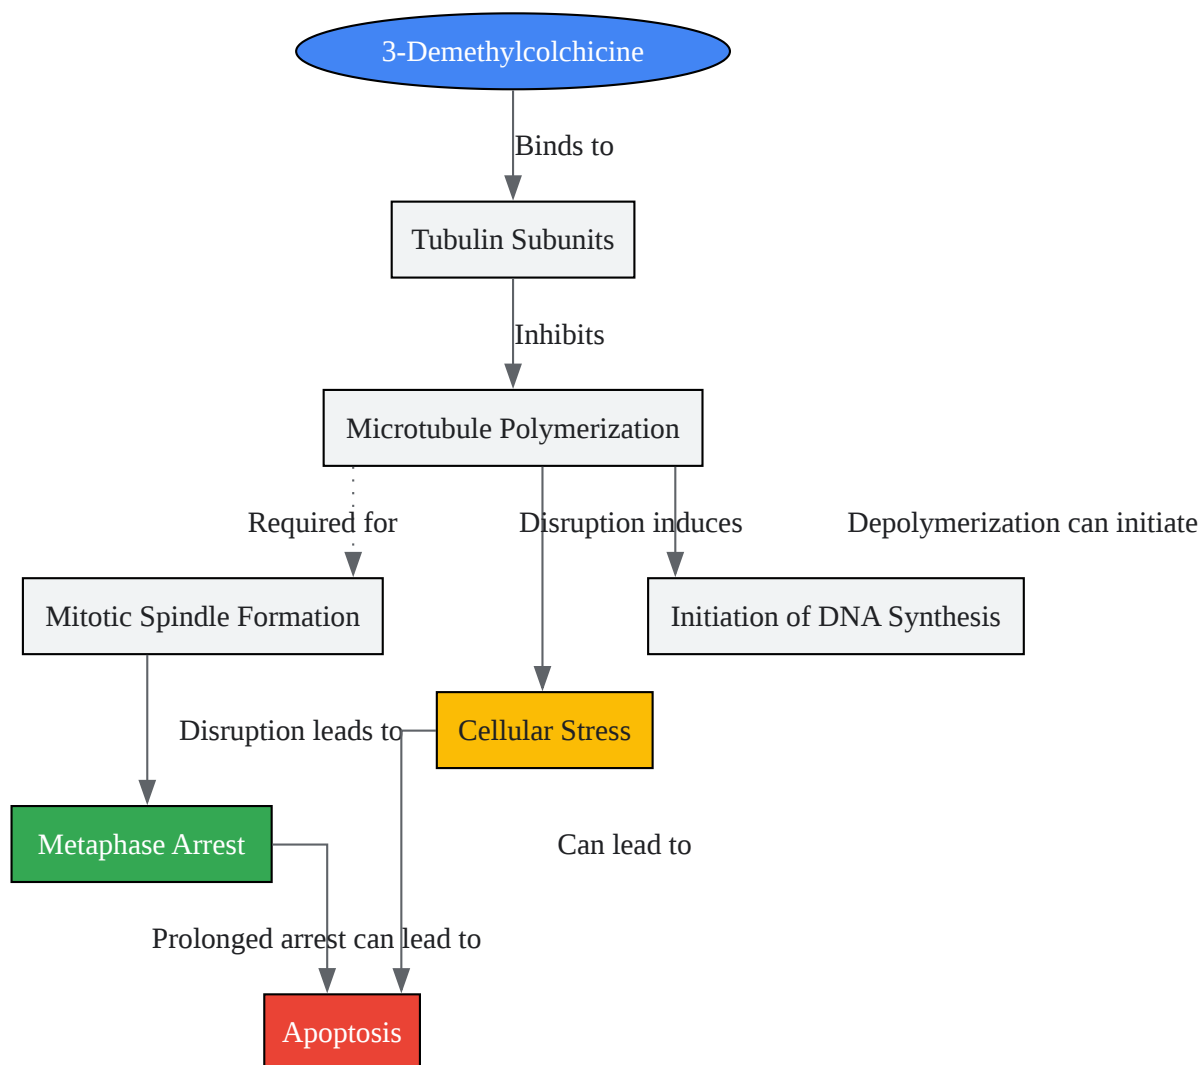 3-Demethylcolchicine
Binds to
Tubulin Subunits
Inhibits
Microtubule Polymerization
Required for
Disruption induces
Depolymerization can initiate
Mitotic Spindle Formation
Initiation of DNA Synthesis
Disruption leads to
Cellular Stress
Metaphase Arrest
Can lead to
Prolonged arrest can lead to
Apoptosis